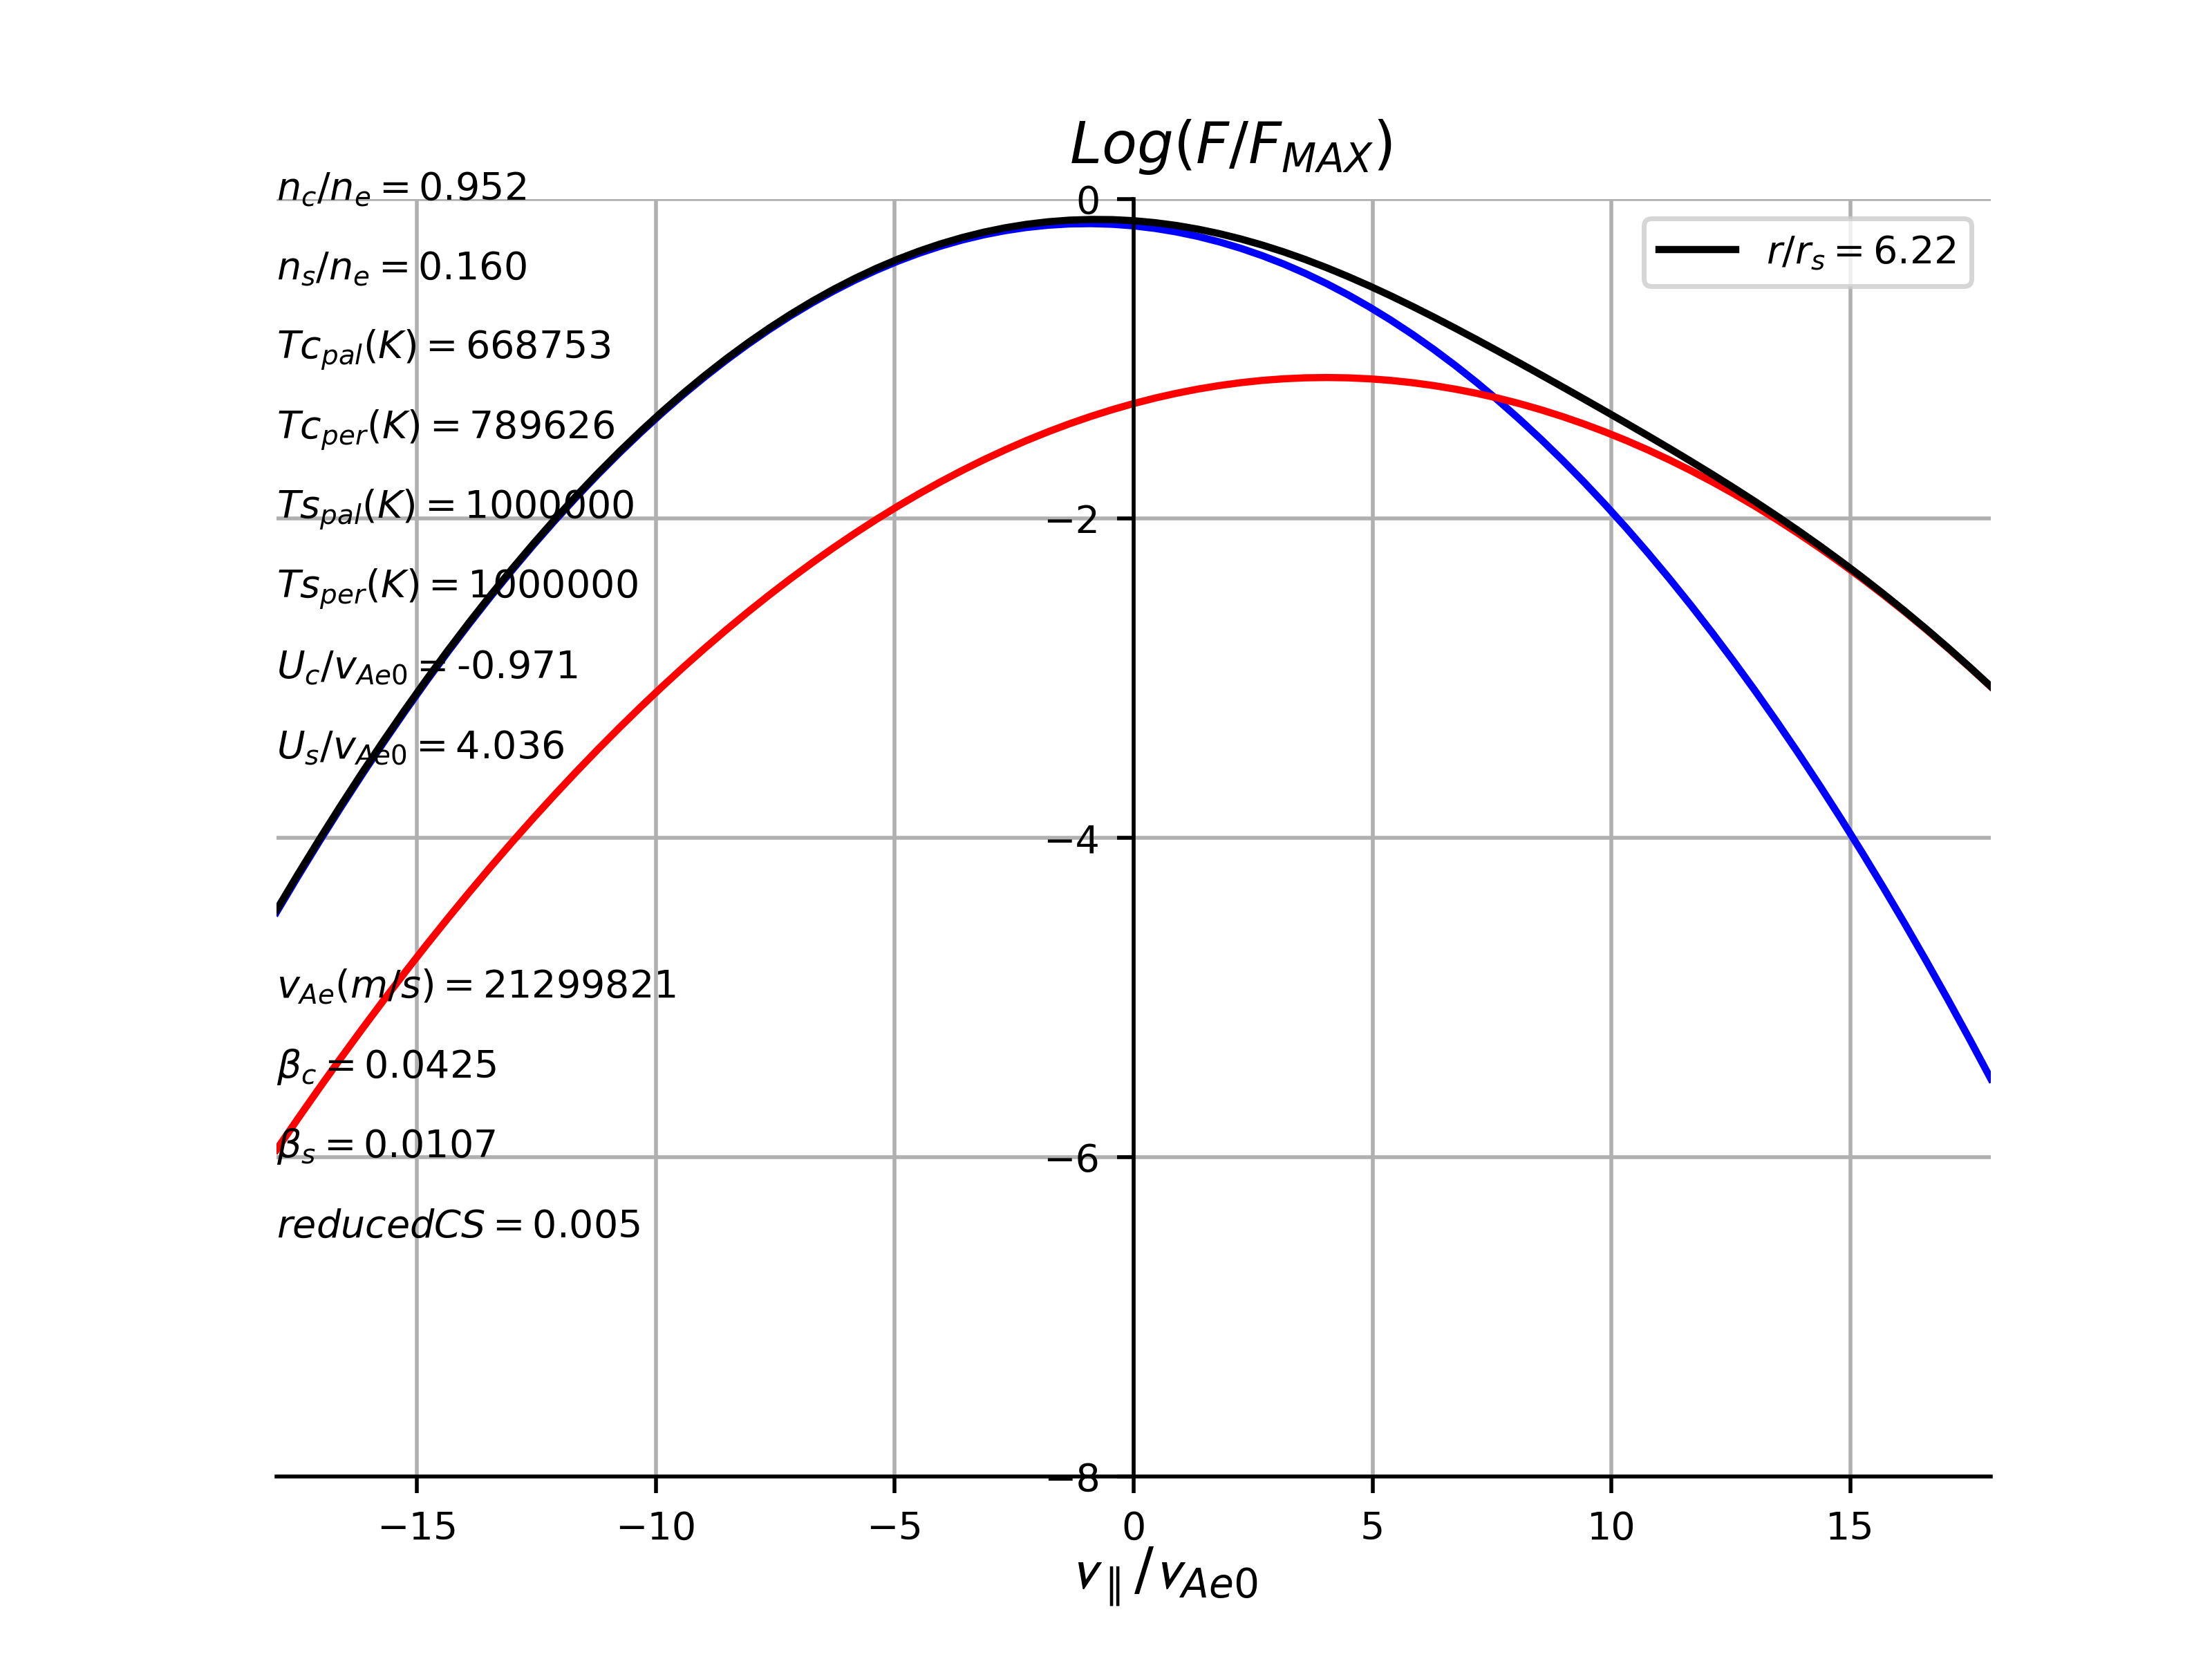 Log(F/F_MAX)
n_c/n_e = 0.952
n_s/n_e = 0.160
Tc_pal(K) = 668753
Tc_per(K) = 789626
Ts_pal(K) = 1000000
Ts_per(K) = 1000000
U_c/v_Ae0 = -0.971
U_s/v_Ae0 = 4.036
v_Ae(m/s) = 21299821
β_c = 0.0425
β_s = 0.0107
reducedCS = 0.005
r/r_s = 6.22
0
−2
−4
−6
−8
−15 −10 −5 0 5 10 15
v_∥/v_Ae0